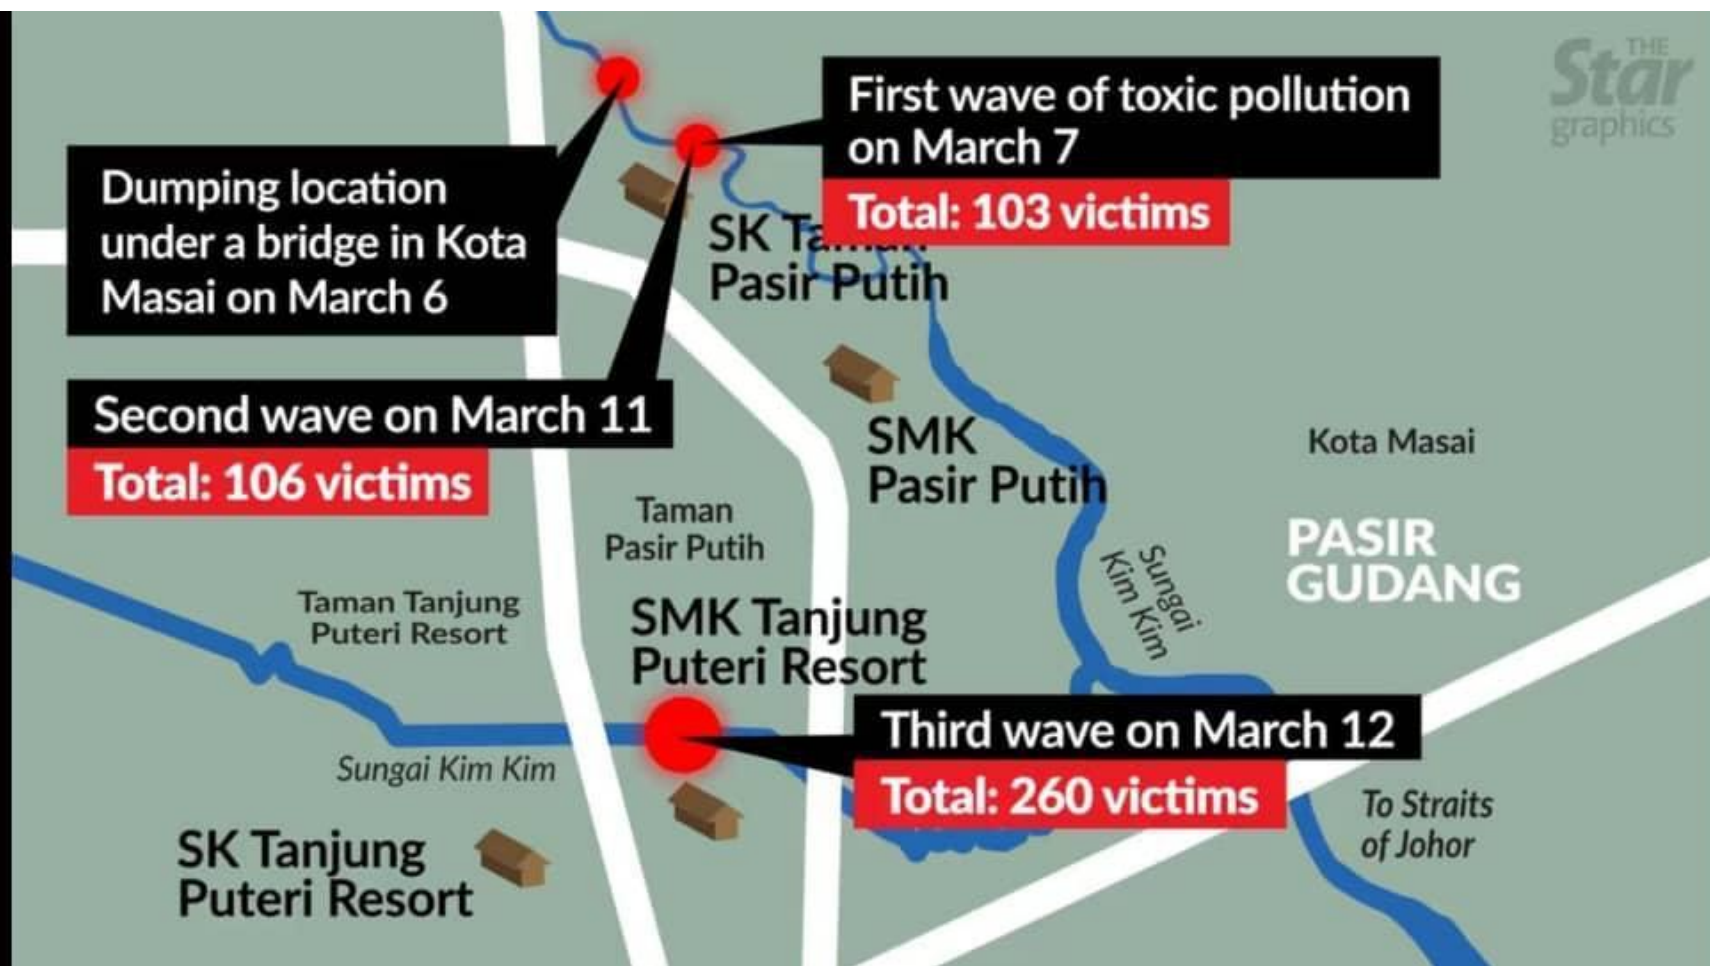 THE
Star
graphics
First wave of toxic pollution
on March 7
Total: 103 victims
Dumping location
under a bridge in Kota
Masai on March 6
SK Taman
Pasir Putih
Second wave on March 11
Total: 106 victims
SMK
Pasir Putih
Kota Masai
PASIR
GUDANG
Taman
Pasir Putih
Sungai
Kim Kim
Taman Tanjung
Puteri Resort
SMK Tanjung
Puteri Resort
Third wave on March 12
Total: 260 victims
Sungai Kim Kim
To Straits
of Johor
SK Tanjung
Puteri Resort